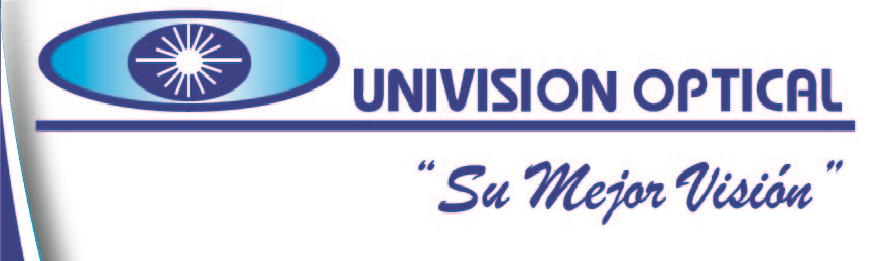 UNIVISION OPTICAL
“Su Mejor Visión”